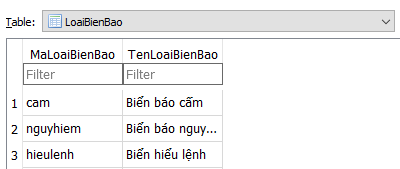 Table: LoaiBienBao
MaLoaiBienBao TenLoaiBienBao
Filter Filter
1 cam Biển báo cấm
2 nguyhiem Biển báo nguy...
3 hieulenh Biển hiểu lệnh